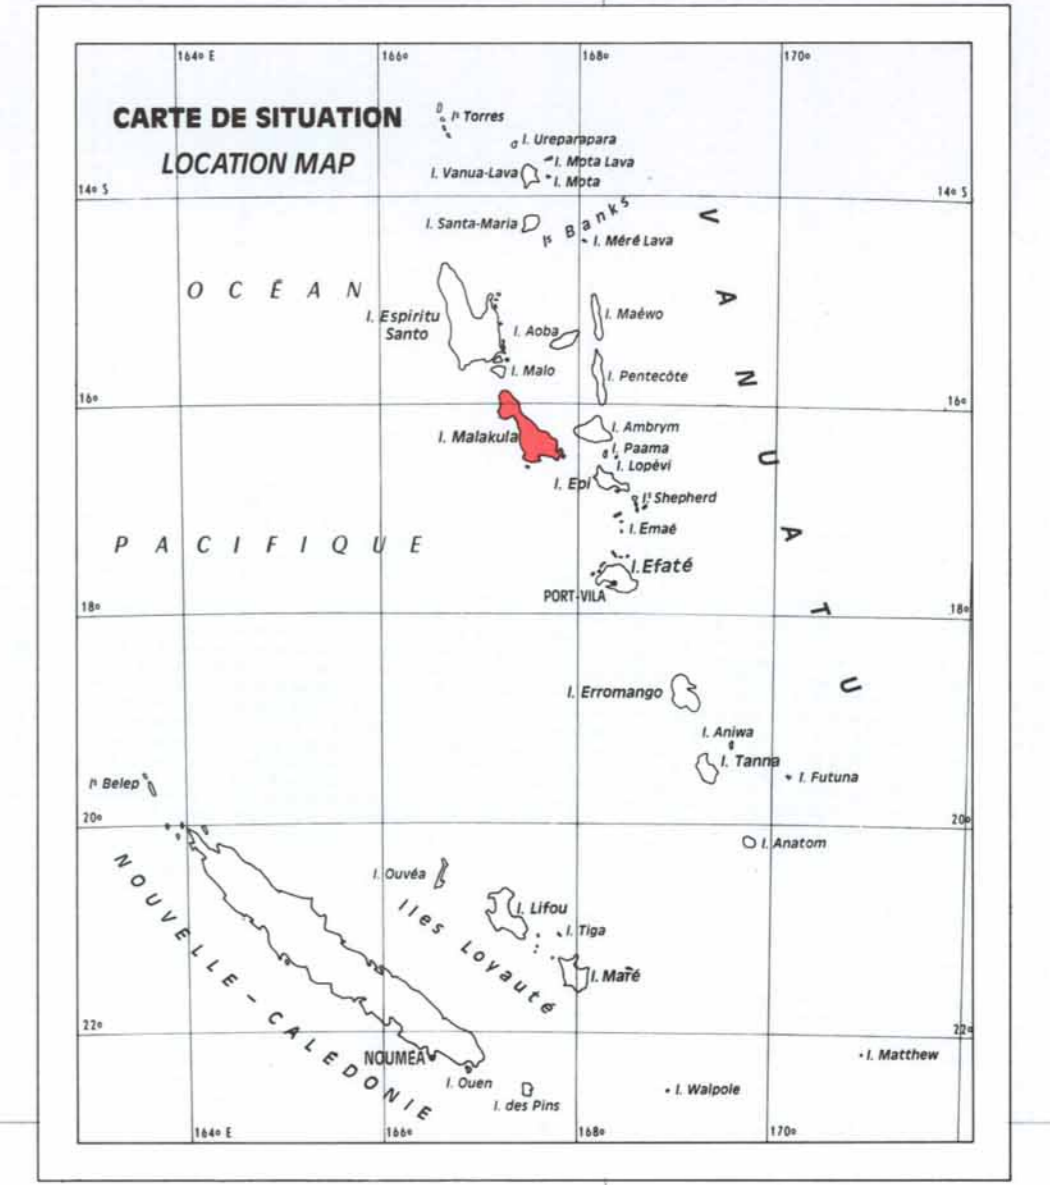 164° E 166° 168° 170°
CARTE DE SITUATION
LOCATION MAP
Iˢ Torres
I. Ureparapara
I. Mota Lava
I. Vanua-Lava
I. Mota
14° S 14° S
I. Santa-Maria
Iˢ Banks
I. Méré Lava
VANUATU
OCÉAN
I. Espiritu
Santo
I. Maéwo
I. Aoba
I. Malo
I. Pentecôte
16° 16°
I. Ambrym
I. Malakula
I. Paama
I. Lopévi
I. Epi
Iˢ Shepherd
I. Emaé
PACIFIQUE
I. Efaté
PORT-VILA
18° 18°
I. Erromango
I. Aniwa
I. Tanna
I. Futuna
Iˢ Belep
20° 20°
I. Anatom
NOUVELLE-CALEDONIE
I. Ouvéa
Iles Loyauté
I. Lifou
I. Tiga
I. Maré
22° 22°
NOUMEA
I. Matthew
I. Ouen
I. des Pins
I. Walpole
164° E 166° 168° 170°